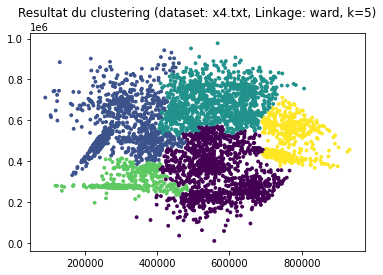 Resultat du clustering (dataset: x4.txt, Linkage: ward, k=5)
1e6
1.0
0.8
0.6
0.4
0.2
0.0
200000 400000 600000 800000